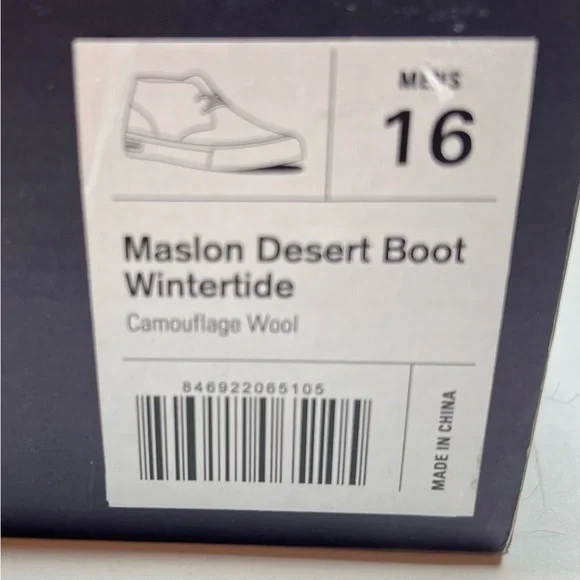 MENS
16
Maslon Desert Boot
Wintertide
Camouflage Wool
846922065105
MADE IN CHINA